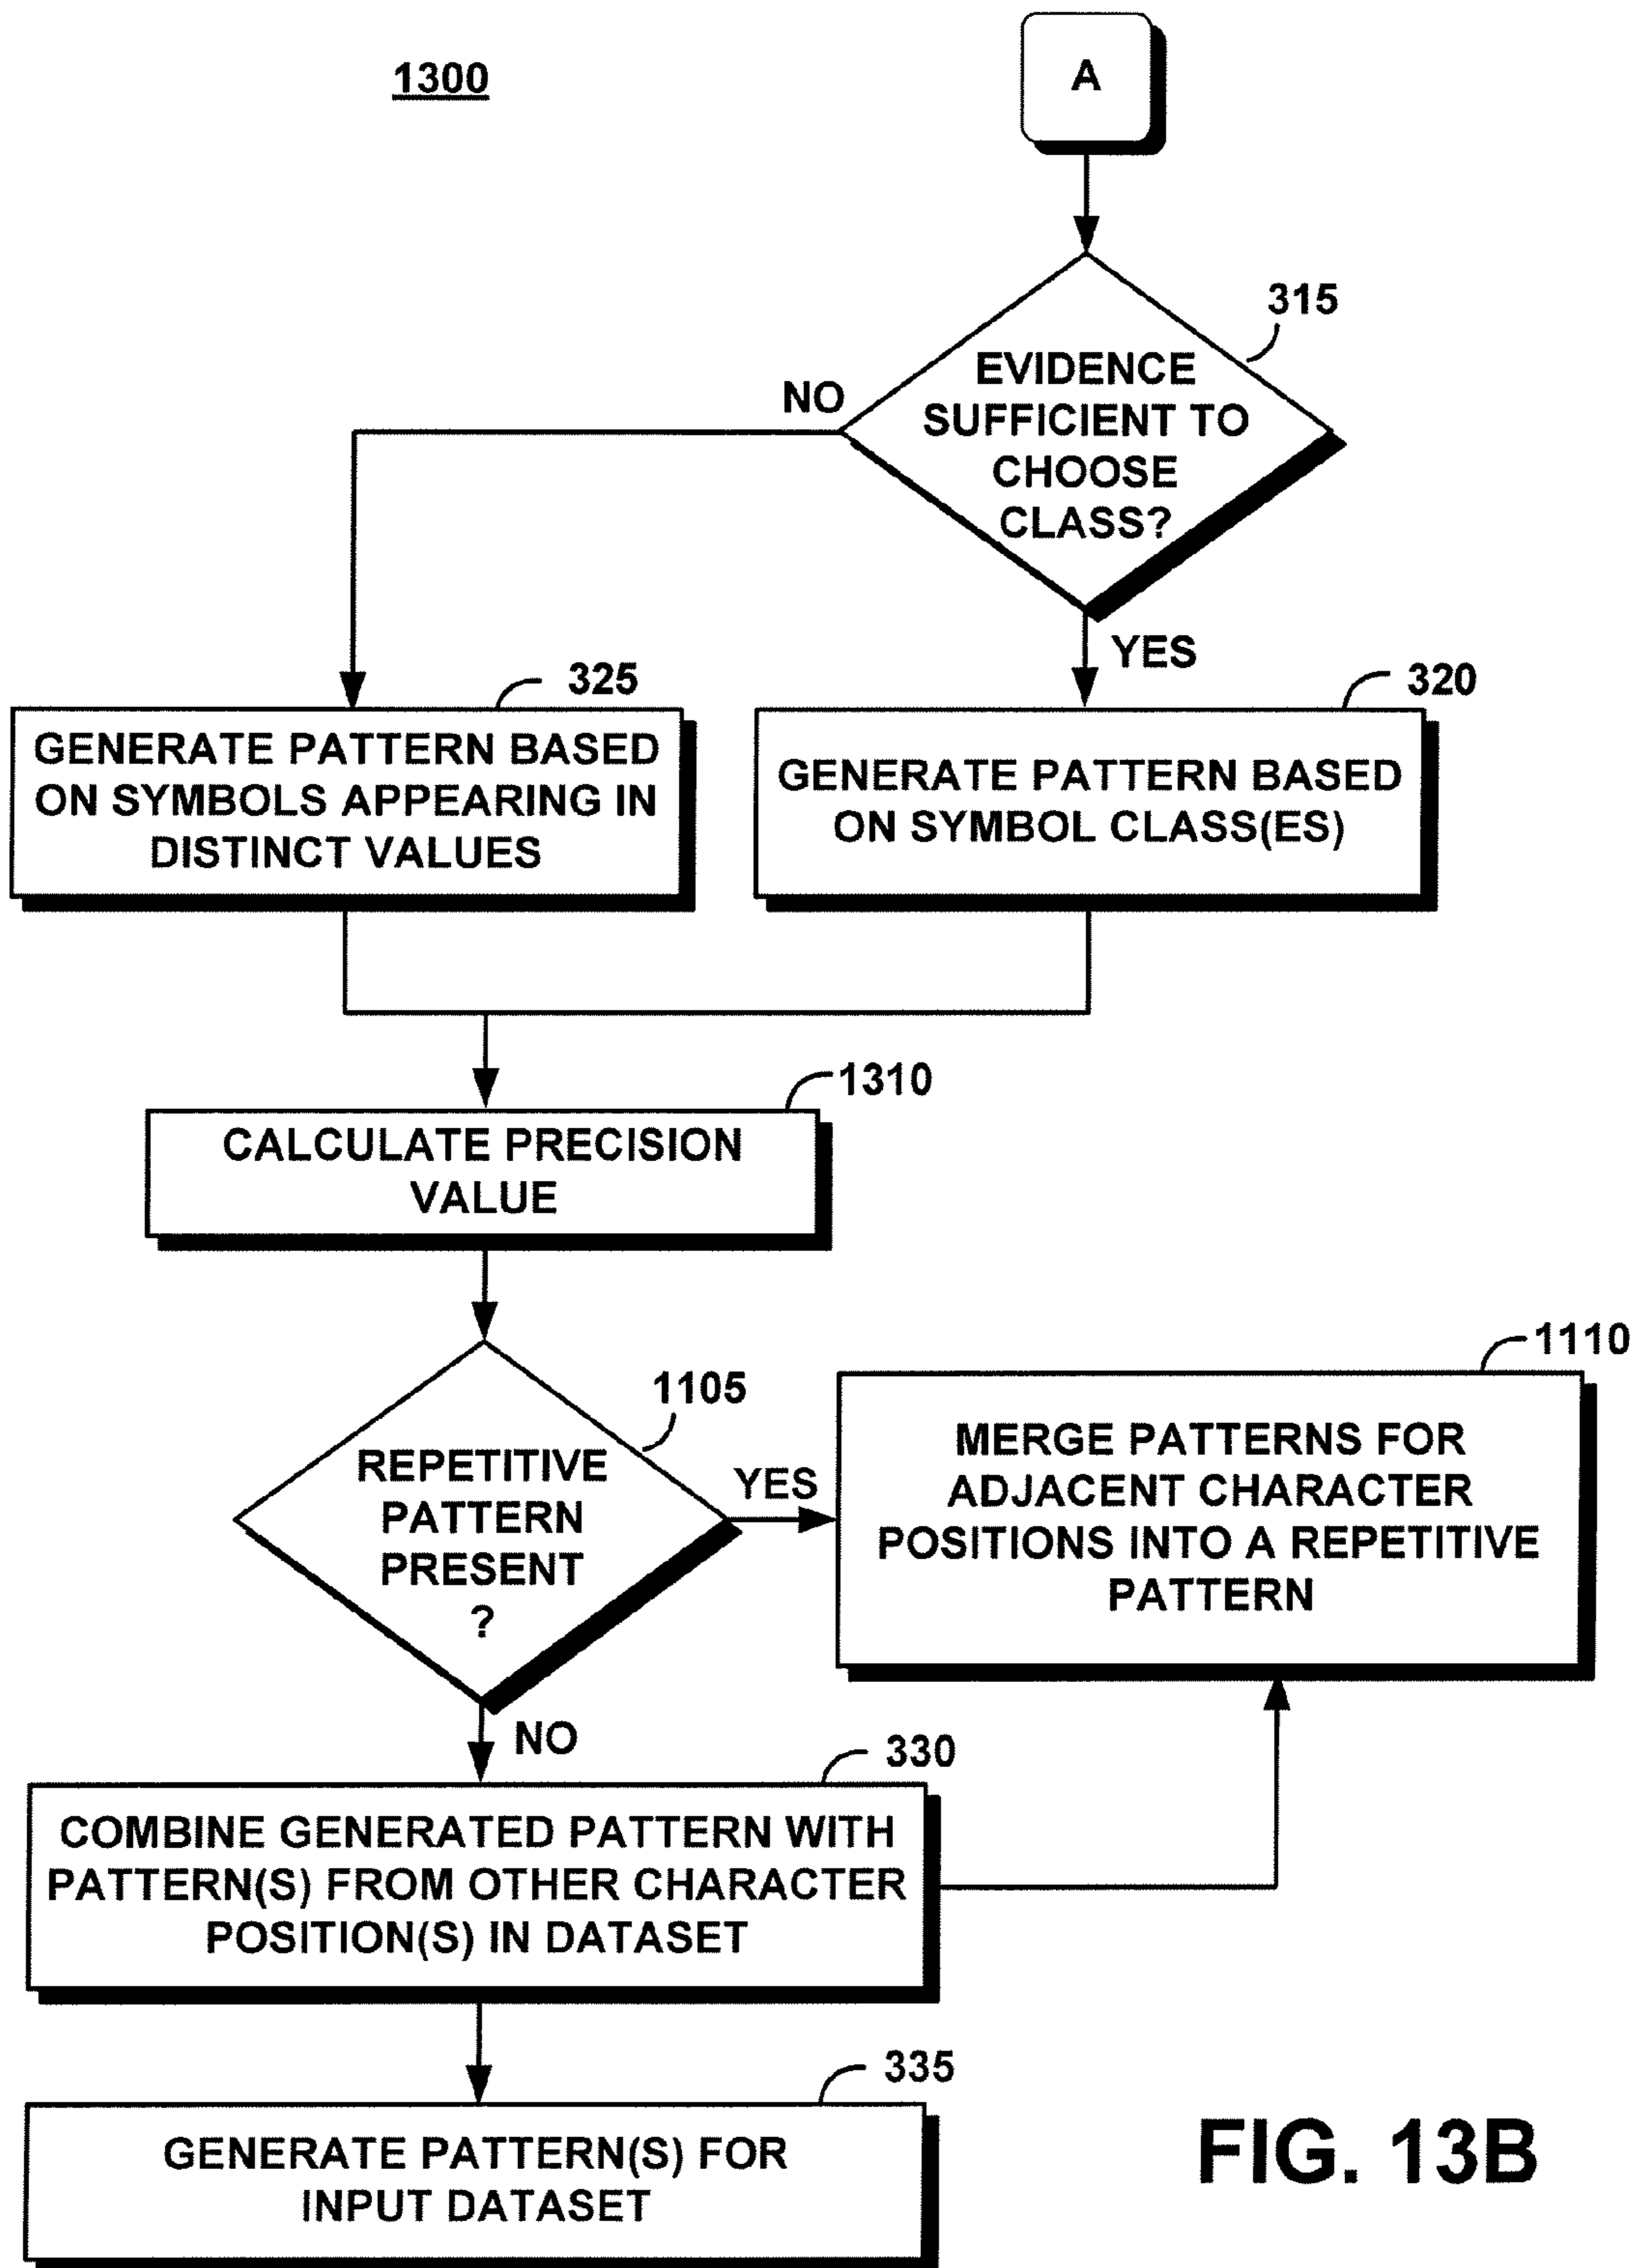 1300
A
315
EVIDENCE
SUFFICIENT TO
CHOOSE
CLASS?
NO
YES
325
GENERATE PATTERN BASED
ON SYMBOLS APPEARING IN
DISTINCT VALUES
320
GENERATE PATTERN BASED
ON SYMBOL CLASS(ES)
1310
CALCULATE PRECISION
VALUE
1105
REPETITIVE
PATTERN
PRESENT
?
YES
1110
MERGE PATTERNS FOR
ADJACENT CHARACTER
POSITIONS INTO A REPETITIVE
PATTERN
NO
330
COMBINE GENERATED PATTERN WITH
PATTERN(S) FROM OTHER CHARACTER
POSITION(S) IN DATASET
335
GENERATE PATTERN(S) FOR
INPUT DATASET
FIG. 13B